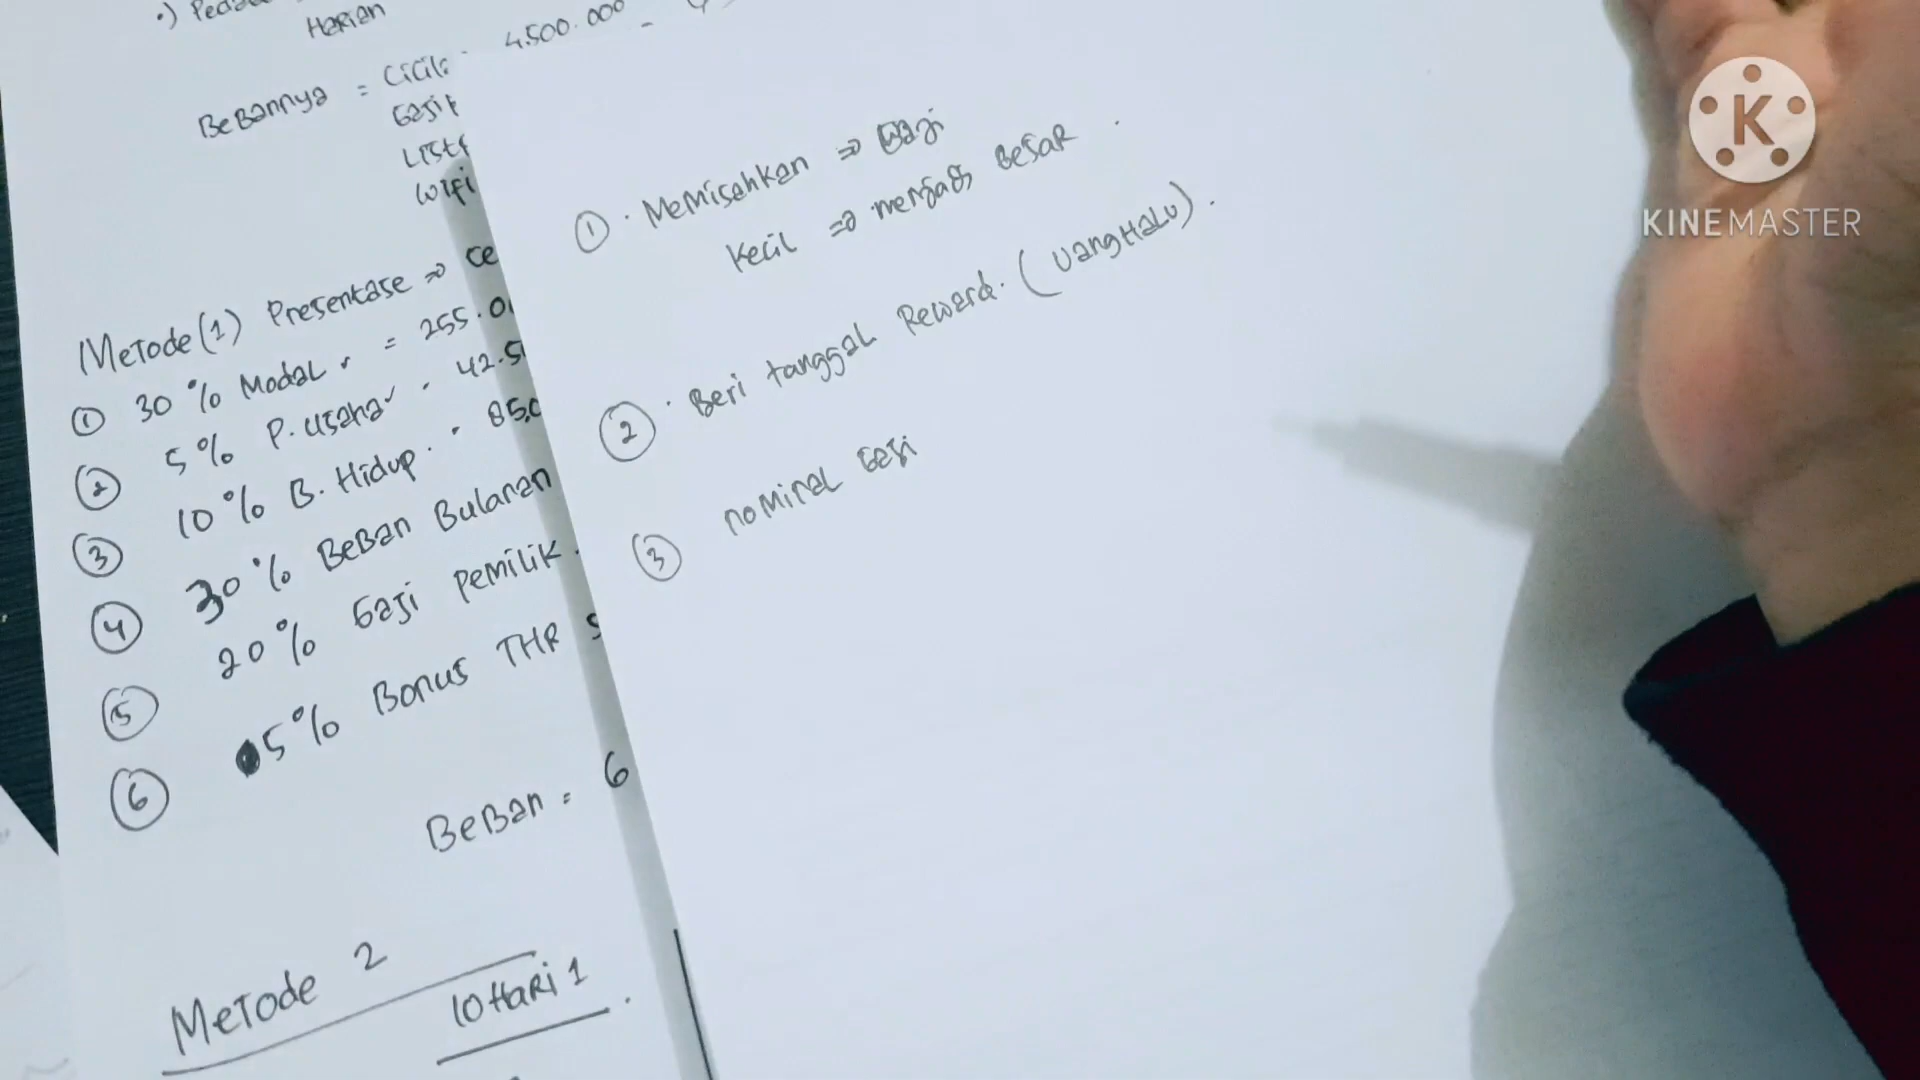 •) Peda
Harian
Bebannya = Cicil 4.500.000 -
Gaji
Listr
Wifi
Metode (1) Presentase => Ce
① 30 % Modal = 255.0
② 5 % P. Usaha 42.5
③ 10 % B. Hidup 85.0
④ 30 % Beban Bulanan
⑤ 20 % Gaji Pemilik
⑥ 5 % Bonus THR
Beban = 6
Metode 2
10 Hari 1
① Memisahkan => Gaji
Kecil => menjadi Besar
② Beri tanggal Reward. (Uang Halu).
③ nominal Gaji
K
KINEMASTER